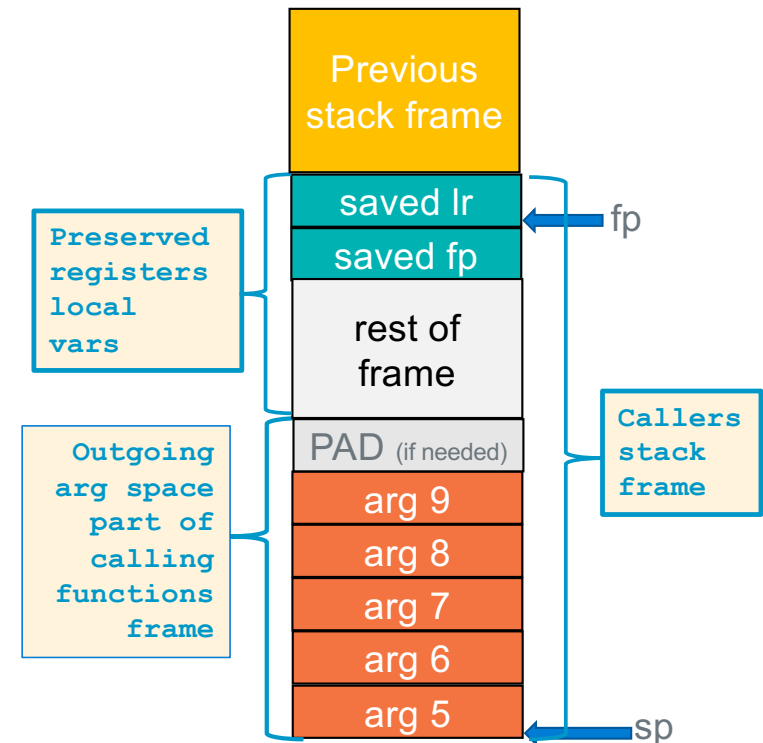 Previous
stack frame
saved lr
fp
saved fp
Preserved
registers
local
vars
rest of
frame
Callers
stack
frame
PAD (if needed)
Outgoing
arg space
part of
calling
functions
frame
arg 9
arg 8
arg 7
arg 6
arg 5
sp